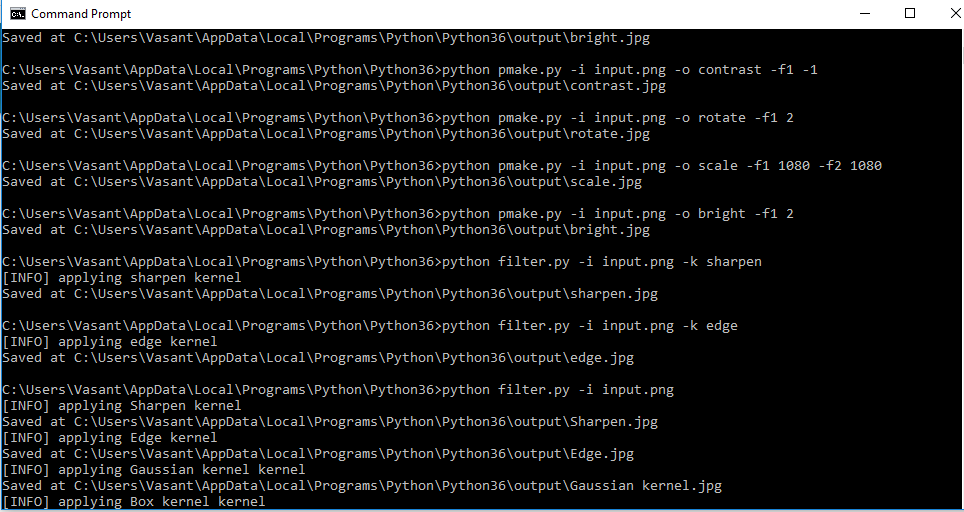 Command Prompt
Saved at C:\Users\Vasant\AppData\Local\Programs\Python\Python36\output\bright.jpg
C:\Users\Vasant\AppData\Local\Programs\Python\Python36>python pmake.py -i input.png -o contrast -f1 -1
Saved at C:\Users\Vasant\AppData\Local\Programs\Python\Python36\output\contrast.jpg
C:\Users\Vasant\AppData\Local\Programs\Python\Python36>python pmake.py -i input.png -o rotate -f1 2
Saved at C:\Users\Vasant\AppData\Local\Programs\Python\Python36\output\rotate.jpg
C:\Users\Vasant\AppData\Local\Programs\Python\Python36>python pmake.py -i input.png -o scale -f1 1080 -f2 1080
Saved at C:\Users\Vasant\AppData\Local\Programs\Python\Python36\output\scale.jpg
C:\Users\Vasant\AppData\Local\Programs\Python\Python36>python pmake.py -i input.png -o bright -f1 2
Saved at C:\Users\Vasant\AppData\Local\Programs\Python\Python36\output\bright.jpg
C:\Users\Vasant\AppData\Local\Programs\Python\Python36>python filter.py -i input.png -k sharpen
[INFO] applying sharpen kernel
Saved at C:\Users\Vasant\AppData\Local\Programs\Python\Python36\output\sharpen.jpg
C:\Users\Vasant\AppData\Local\Programs\Python\Python36>python filter.py -i input.png -k edge
[INFO] applying edge kernel
Saved at C:\Users\Vasant\AppData\Local\Programs\Python\Python36\output\edge.jpg
C:\Users\Vasant\AppData\Local\Programs\Python\Python36>python filter.py -i input.png
[INFO] applying Sharpen kernel
Saved at C:\Users\Vasant\AppData\Local\Programs\Python\Python36\output\Sharpen.jpg
[INFO] applying Edge kernel
Saved at C:\Users\Vasant\AppData\Local\Programs\Python\Python36\output\Edge.jpg
[INFO] applying Gaussian kernel kernel
Saved at C:\Users\Vasant\AppData\Local\Programs\Python\Python36\output\Gaussian kernel.jpg
[INFO] applying Box kernel kernel